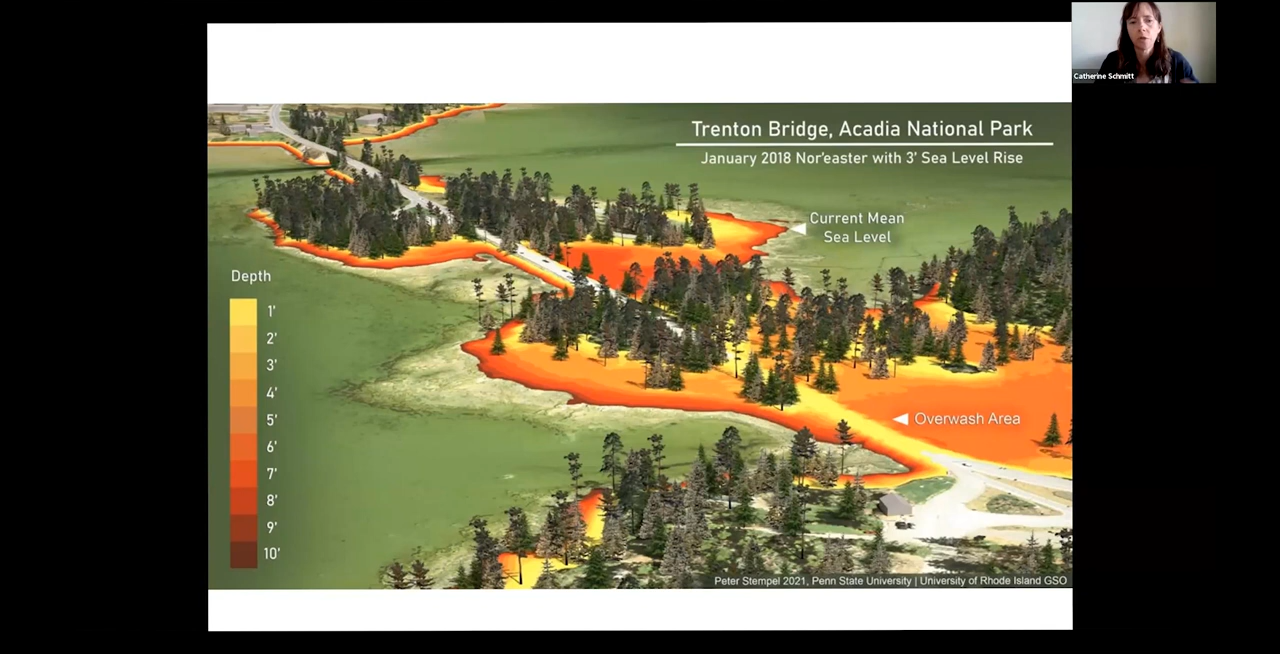 Catherine Schmitt
Trenton Bridge, Acadia National Park
January 2018 Nor'easter with 3' Sea Level Rise
Current Mean
Sea Level
Depth
1'
2'
3'
4'
5'
6'
7'
8'
9'
10'
Overwash Area
Peter Stempel 2021, Penn State University | University of Rhode Island GSO